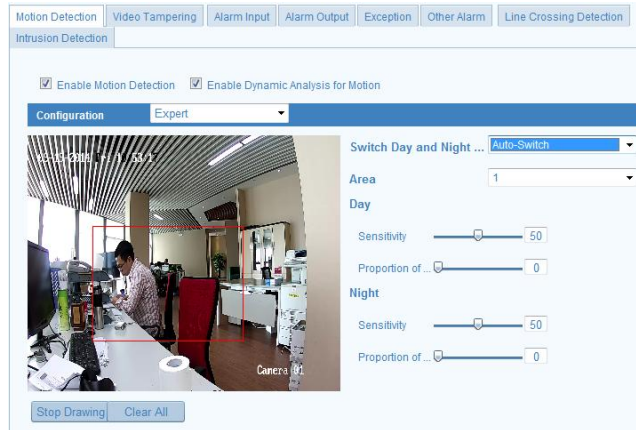 Motion Detection Video Tampering Alarm Input Alarm Output Exception Other Alarm Line Crossing Detection
Intrusion Detection
Enable Motion Detection Enable Dynamic Analysis for Motion
Configuration Expert
Switch Day and Night ... Auto-Switch
Area 1
Day
Sensitivity 50
Proportion of ... 0
Night
Sensitivity 50
Proportion of ... 0
Camera 01
Stop Drawing Clear All